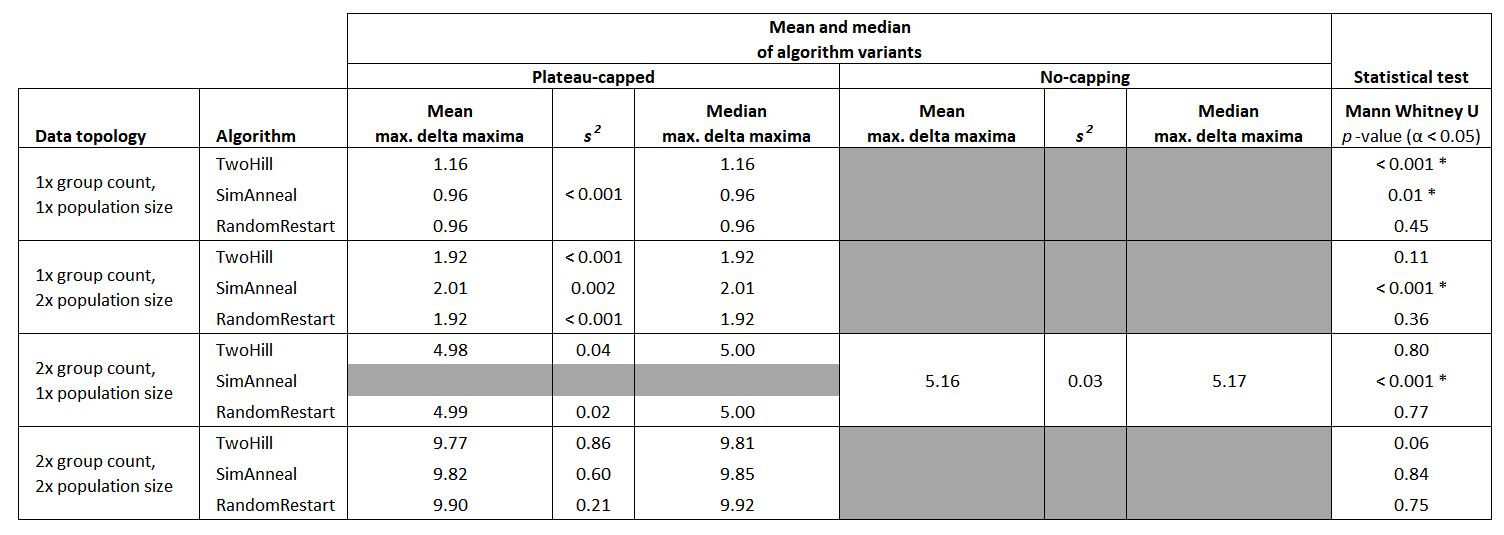 Mean and median
of algorithm variants
Plateau-capped No-capping Statistical test
Data topology Algorithm Mean max. delta maxima s² Median max. delta maxima Mean max. delta maxima s² Median max. delta maxima Mann Whitney U p -value (α < 0.05)
1x group count,
1x population size
TwoHill 1.16 1.16 < 0.001 *
SimAnneal 0.96 < 0.001 0.96 0.01 *
RandomRestart 0.96 0.96 0.45
1x group count,
2x population size
TwoHill 1.92 < 0.001 1.92 0.11
SimAnneal 2.01 0.002 2.01 < 0.001 *
RandomRestart 1.92 < 0.001 1.92 0.36
2x group count,
1x population size
TwoHill 4.98 0.04 5.00 0.80
SimAnneal 5.16 0.03 5.17 < 0.001 *
RandomRestart 4.99 0.02 5.00 0.77
2x group count,
2x population size
TwoHill 9.77 0.86 9.81 0.06
SimAnneal 9.82 0.60 9.85 0.84
RandomRestart 9.90 0.21 9.92 0.75